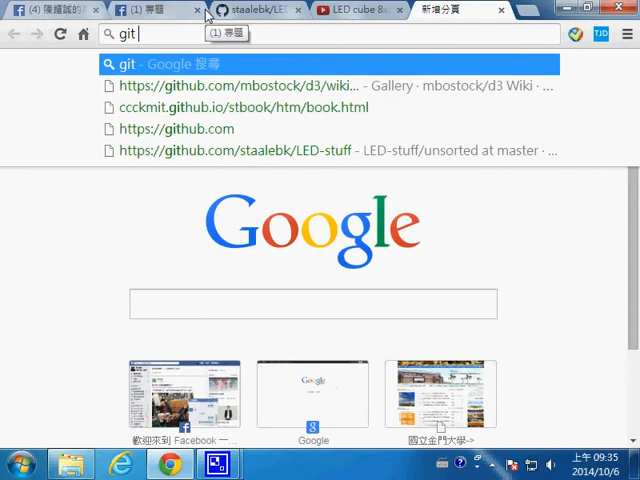 (4) 陳鍾誠的
(1) 專題
staalebk/LED
LED cube 8x
新增分頁
git
(1) 專題
TJD
git - Google 搜尋
https://github.com/mbostock/d3/wiki... - Gallery · mbostock/d3 Wiki · ...
ccckmit.github.io/stbook/htm/book.html
https://github.com
https://github.com/staalebk/LED-stuff - LED-stuff/unsorted at master · ...
Google
歡迎來到 Facebook 一...
Google
國立金門大學->
上午 09:35
2014/10/6